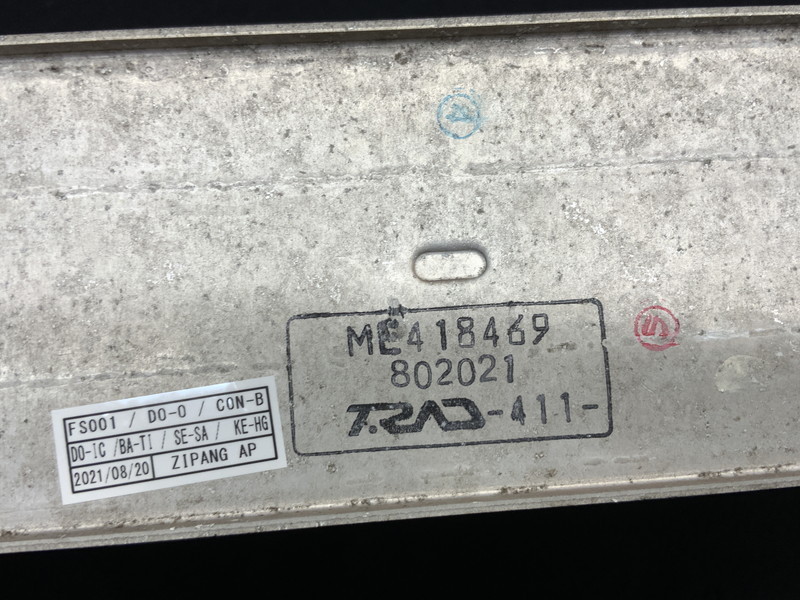 ME418469
802021
T.RAD-411-
FS001 / DO-O / CON-B
DO-IC /BA-TI / SE-SA / KE-HG
2021/08/20 ZIPANG AP